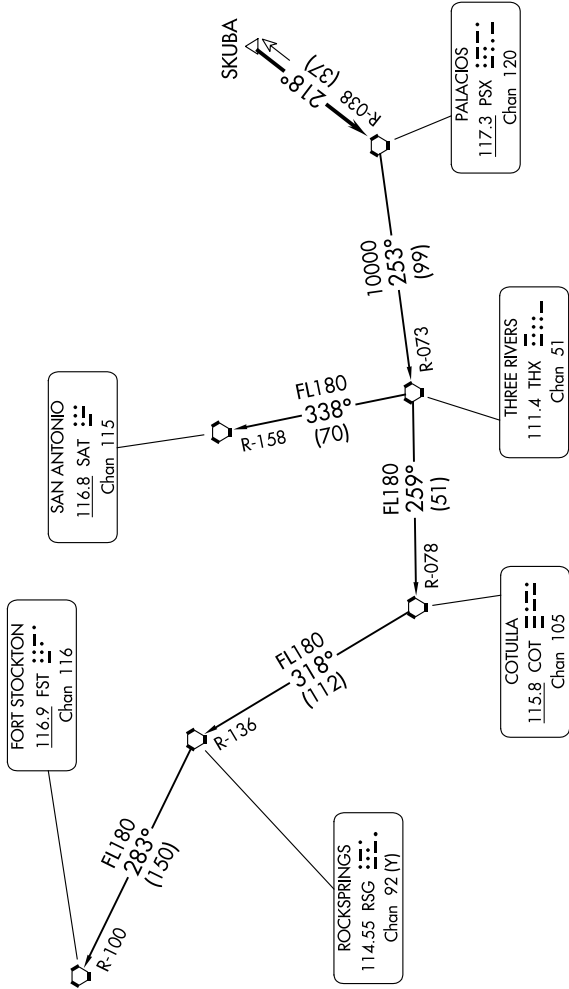 SKUBA
218°
(37)
R-038
PALACIOS
117.3 PSX
Chan 120
10000
253°
(99)
R-073
THREE RIVERS
111.4 THX
Chan 51
FL180
338°
(70)
R-158
SAN ANTONIO
116.8 SAT
Chan 115
FL180
259°
(51)
R-078
COTULLA
115.8 COT
Chan 105
FL180
318°
(112)
R-136
ROCKSPRINGS
114.55 RSG
Chan 92 (Y)
FL180
283°
(150)
R-100
FORT STOCKTON
116.9 FST
Chan 116